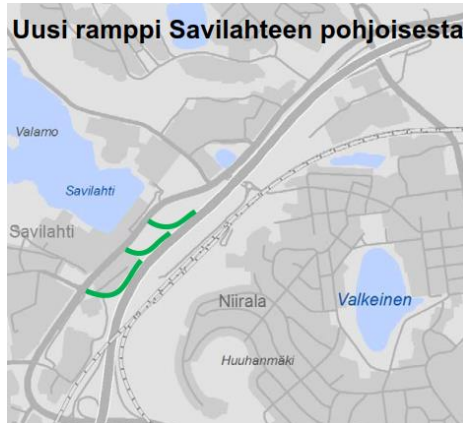 Uusi ramppi Savilahteen pohjoisesta
Valamo
Savilahti
Savilahti
Niirala
Valkeinen
Huuhanmäki